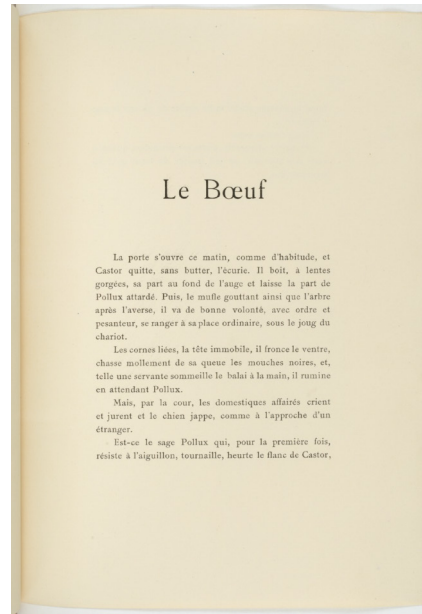 Le Bœuf
La porte s'ouvre ce matin, comme d'habitude, et
Castor quitte, sans butter, l'écurie. Il boit, à lentes
gorgées, sa part au fond de l'auge et laisse la part de
Pollux attardé. Puis, le mufle gouttant ainsi que l'arbre
après l'averse, il va de bonne volonté, avec ordre et
pesanteur, se ranger à sa place ordinaire, sous le joug du
chariot.
Les cornes liées, la tête immobile, il fronce le ventre,
chasse mollement de sa queue les mouches noires, et,
telle une servante sommeille le balai à la main, il rumine
en attendant Pollux.
Mais, par la cour, les domestiques affairés crient
et jurent et le chien jappe, comme à l'approche d'un
étranger.
Est-ce le sage Pollux qui, pour la première fois,
résiste à l'aiguillon, tournaille, heurte le flanc de Castor,